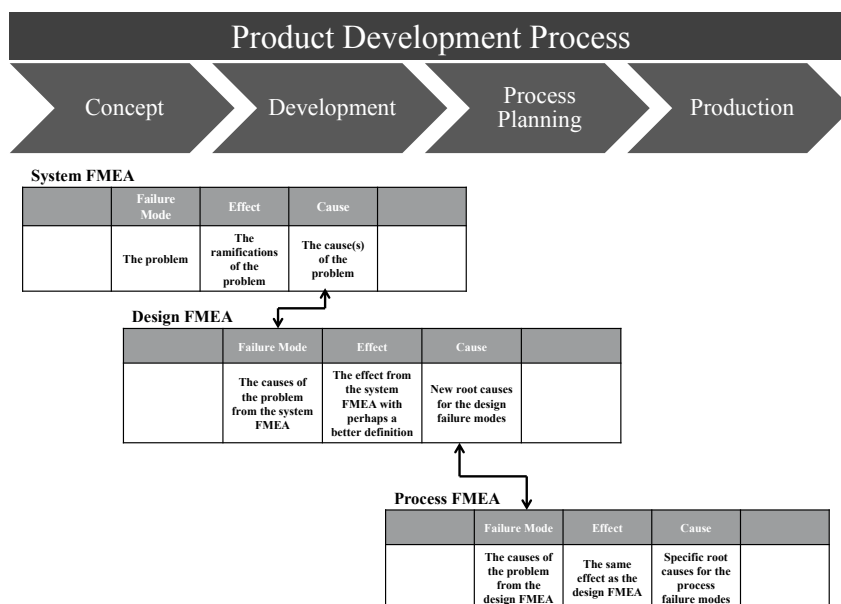 Product Development Process
Concept
Development
Process
Planning
Production
System FMEA
Failure
Mode
Effect
Cause
The problem
The
ramifications
of the
problem
The cause(s)
of the
problem
Design FMEA
Failure Mode
Effect
Cause
The causes of
the problem
from the system
FMEA
The effect from
the system
FMEA with
perhaps a
better definition
New root causes
for the design
failure modes
Process FMEA
Failure Mode
Effect
Cause
The causes of
the problem
from the
design FMEA
The same
effect as the
design FMEA
Specific root
causes for the
process
failure modes